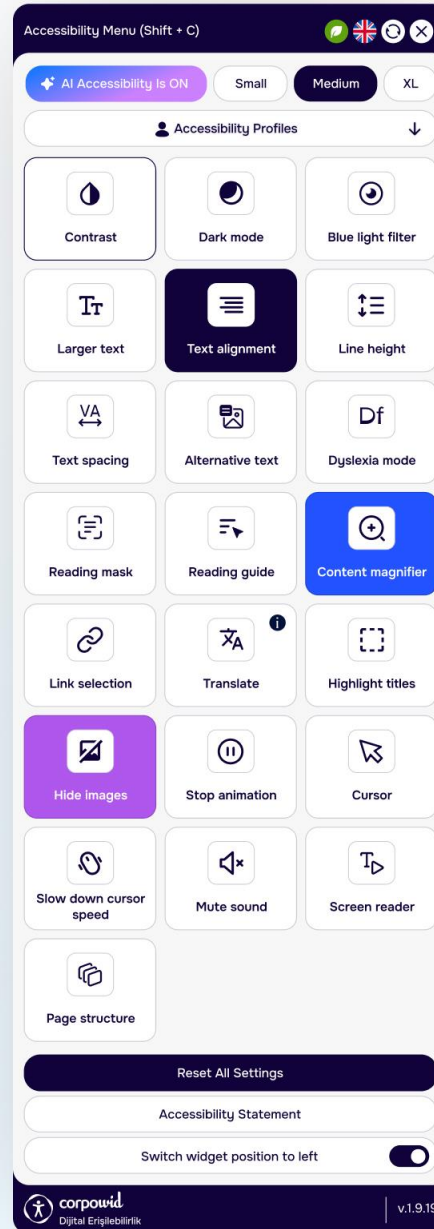 Accessibility Menu (Shift + C)
AI Accessibility Is ON
Small
Medium
XL
Accessibility Profiles
Contrast
Dark mode
Blue light filter
Larger text
Text alignment
Line height
Text spacing
Alternative text
Dyslexia mode
Reading mask
Reading guide
Content magnifier
Link selection
Translate
Highlight titles
Hide images
Stop animation
Cursor
Slow down cursor
speed
Mute sound
Screen reader
Page structure
Reset All Settings
Accessibility Statement
Switch widget position to left
corpowid
Dijital Erişilebilirlik
v.1.9.19